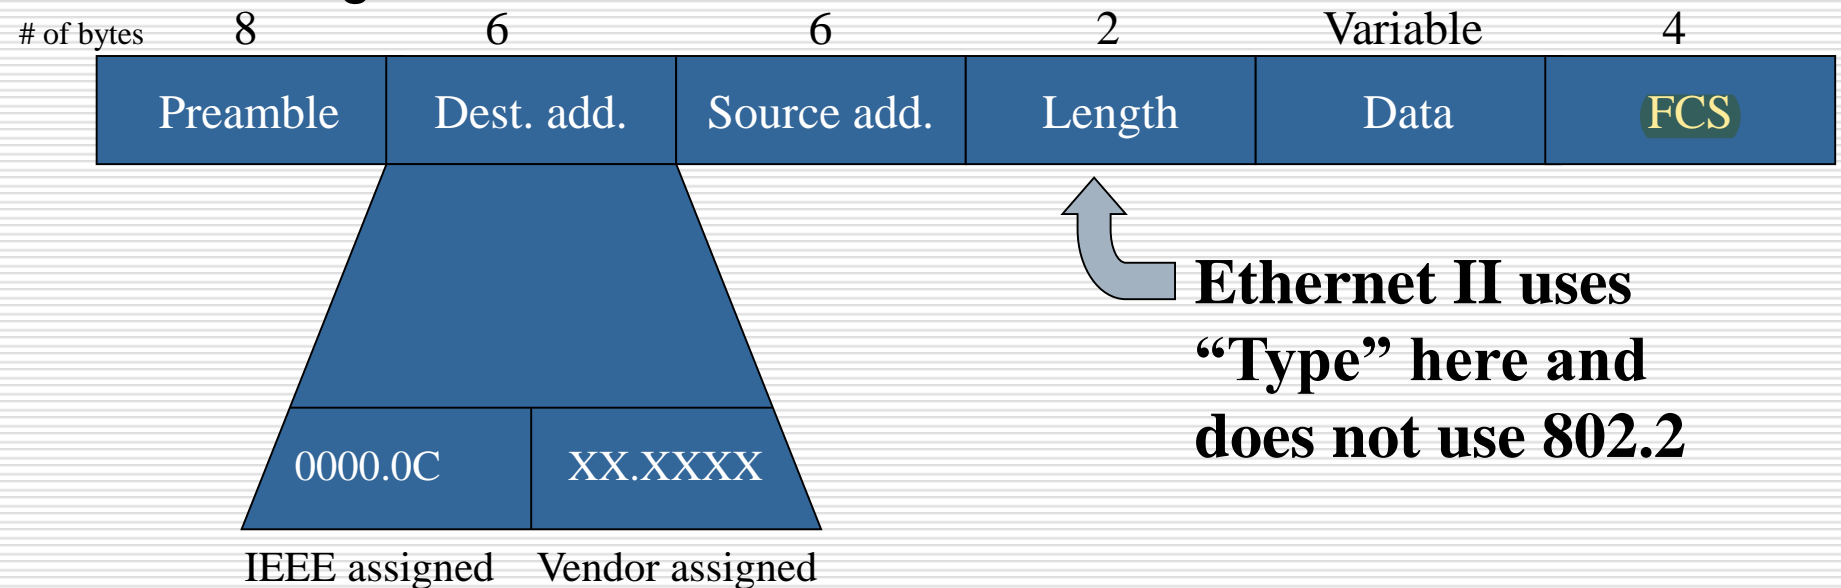 # of bytes 8 6 6 2 Variable 4
Preamble Dest. add. Source add. Length Data FCS
Ethernet II uses
“Type” here and
does not use 802.2
0000.0C XX.XXXX
IEEE assigned Vendor assigned